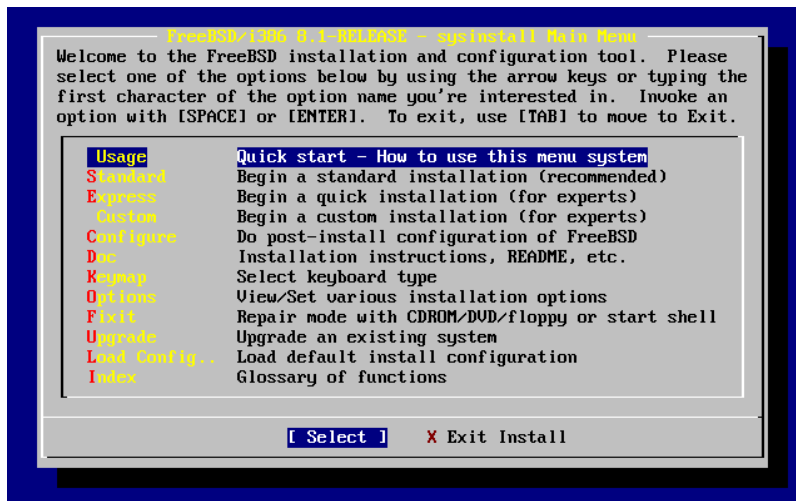 FreeBSD/i386 8.1-RELEASE - sysinstall Main Menu
Welcome to the FreeBSD installation and configuration tool.  Please
select one of the options below by using the arrow keys or typing the
first character of the option name you're interested in.  Invoke an
option with [SPACE] or [ENTER].  To exit, use [TAB] to move to Exit.
Usage Quick start - How to use this menu system
Standard Begin a standard installation (recommended)
Express Begin a quick installation (for experts)
Custom Begin a custom installation (for experts)
Configure Do post-install configuration of FreeBSD
Doc Installation instructions, README, etc.
Keymap Select keyboard type
Options View/Set various installation options
Fixit Repair mode with CDROM/DVD/floppy or start shell
Upgrade Upgrade an existing system
Load Config.. Load default install configuration
Index Glossary of functions
[ Select ] X Exit Install